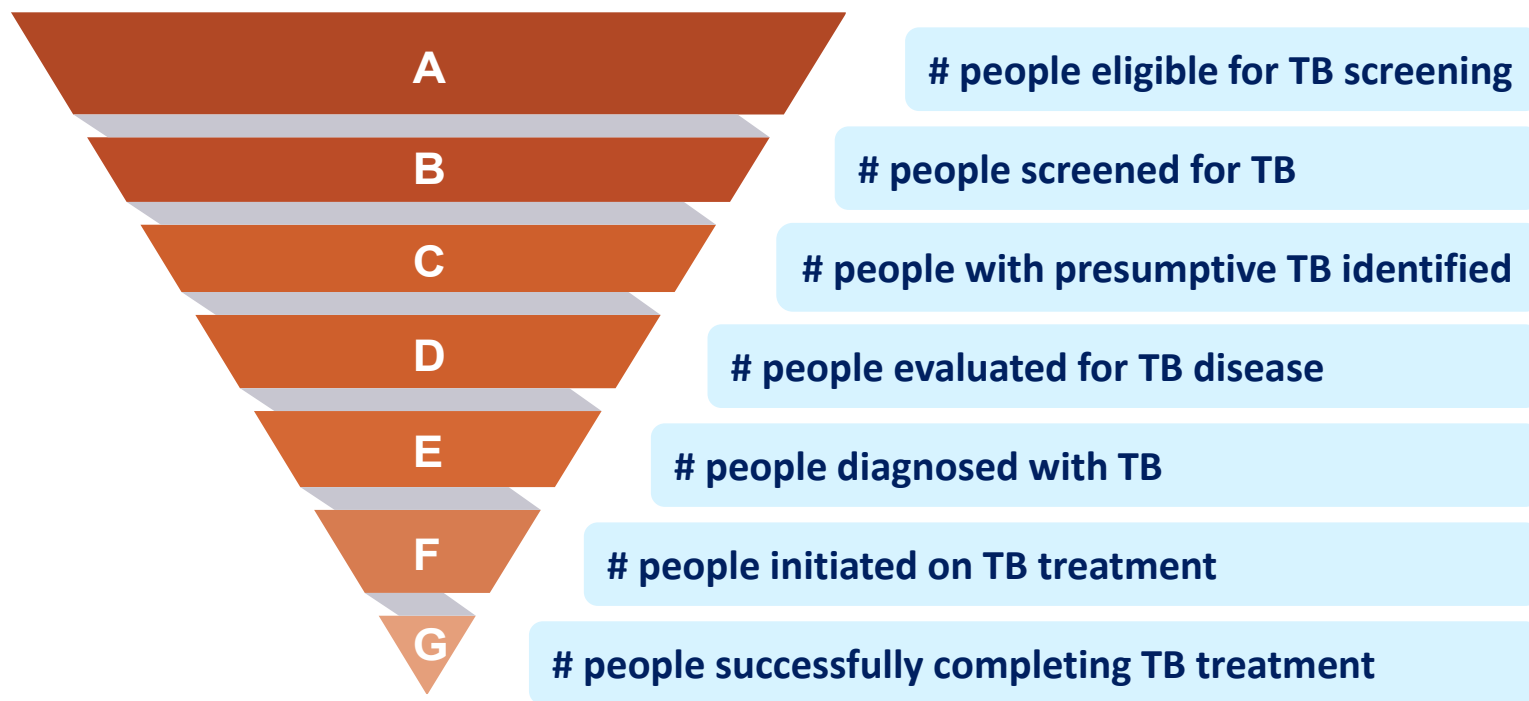 A
# people eligible for TB screening
B
# people screened for TB
C
# people with presumptive TB identified
D
# people evaluated for TB disease
E
# people diagnosed with TB
F
# people initiated on TB treatment
G
# people successfully completing TB treatment